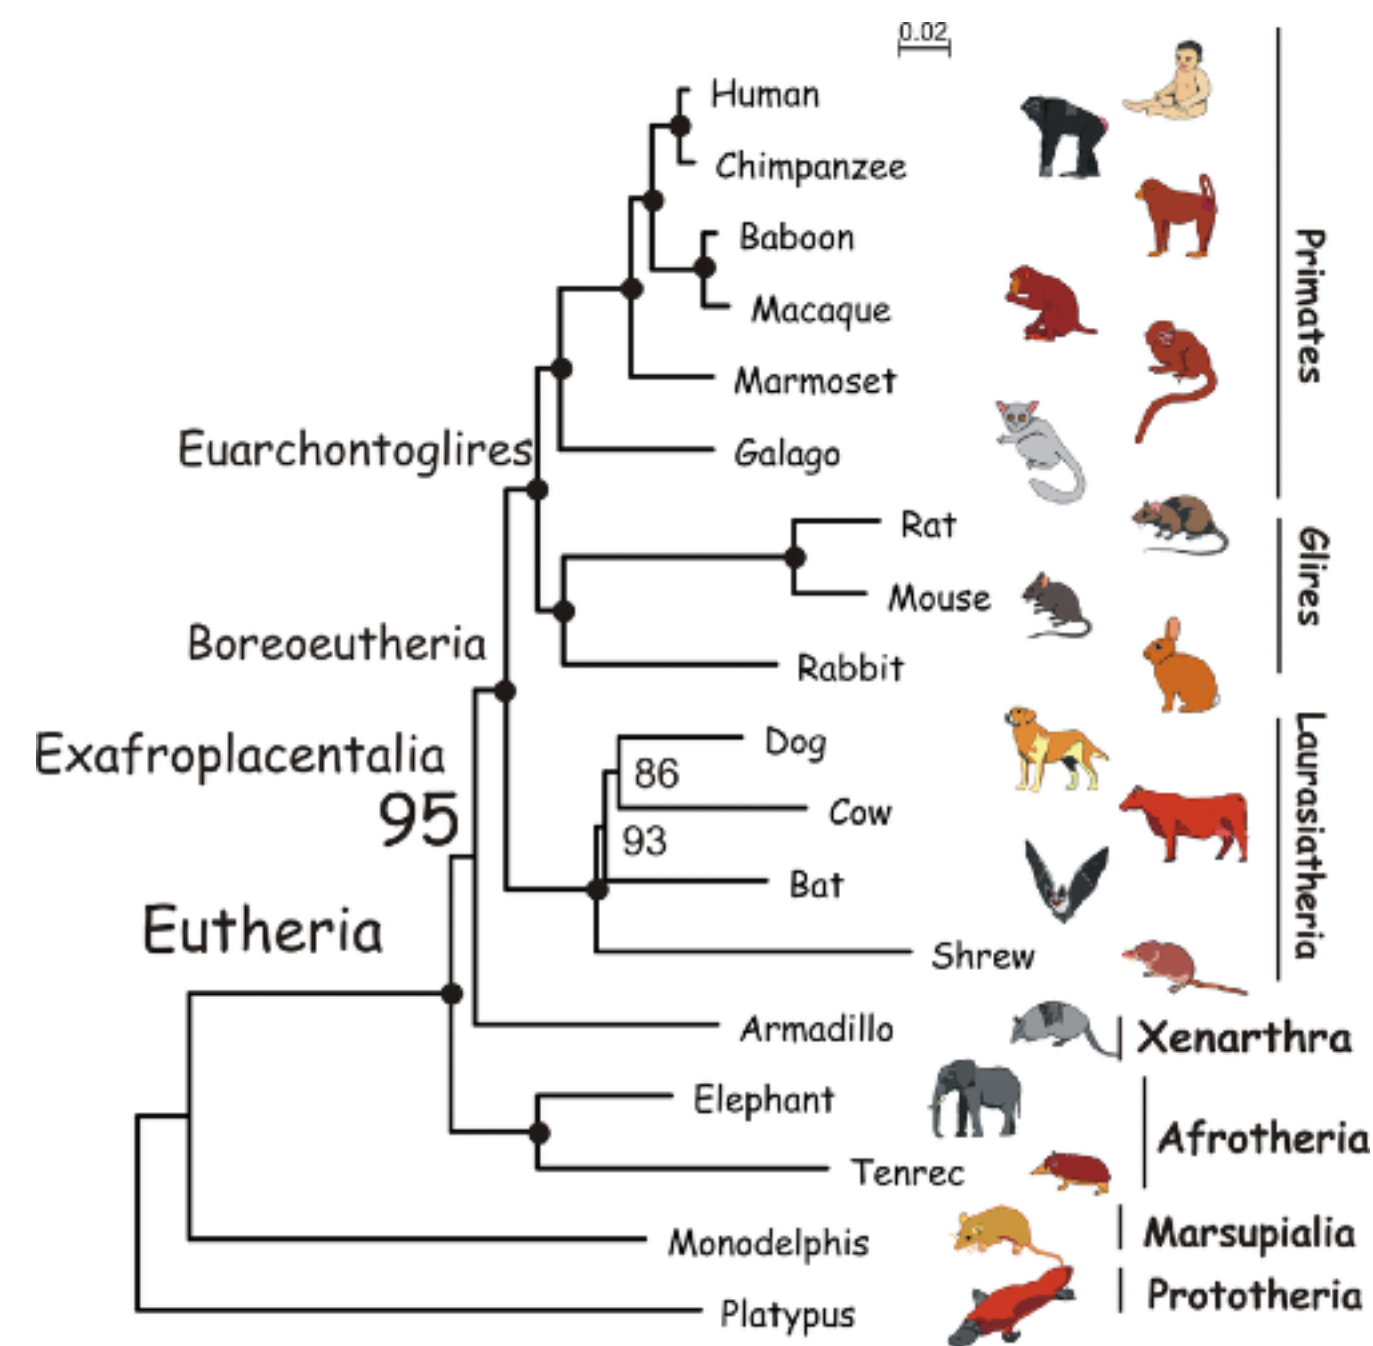 0.02
Human
Chimpanzee
Baboon
Macaque
Marmoset
Galago
Rat
Mouse
Rabbit
Dog
86
Cow
93
Bat
Shrew
Armadillo
Elephant
Tenrec
Monodelphis
Platypus
Euarchontoglires
Boreoeutheria
Exafroplacentalia
95
Eutheria
Primates
Glires
Laurasiatheria
Xenarthra
Afrotheria
Marsupialia
Prototheria